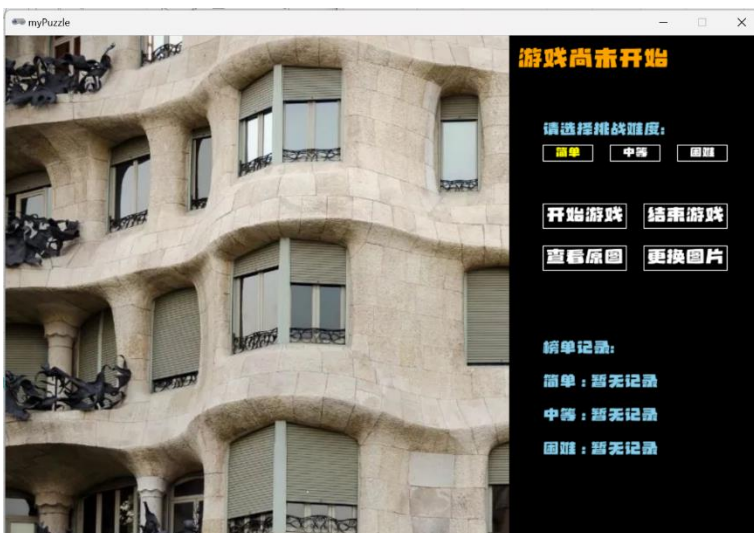 myPuzzle
游戏尚未开始
请选择挑战难度:
简单 中等 困难
开始游戏 结束游戏
查看原图 更换图片
榜单记录:
简单：暂无记录
中等：暂无记录
困难：暂无记录